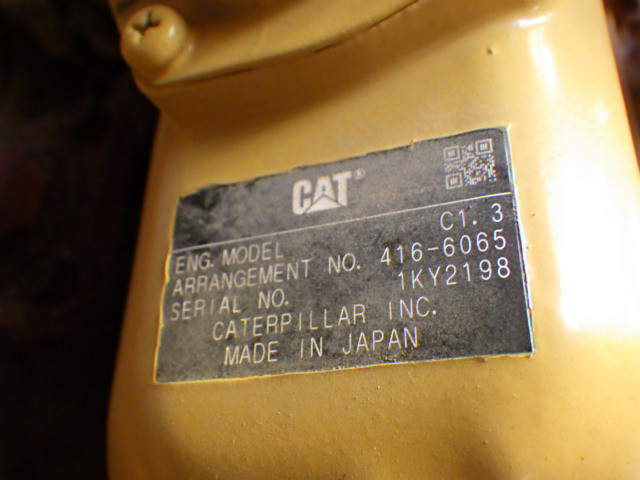 CAT®
ENG. MODEL C1.3
ARRANGEMENT NO. 416-6065
SERIAL NO. 1KY2198
CATERPILLAR INC.
MADE IN JAPAN